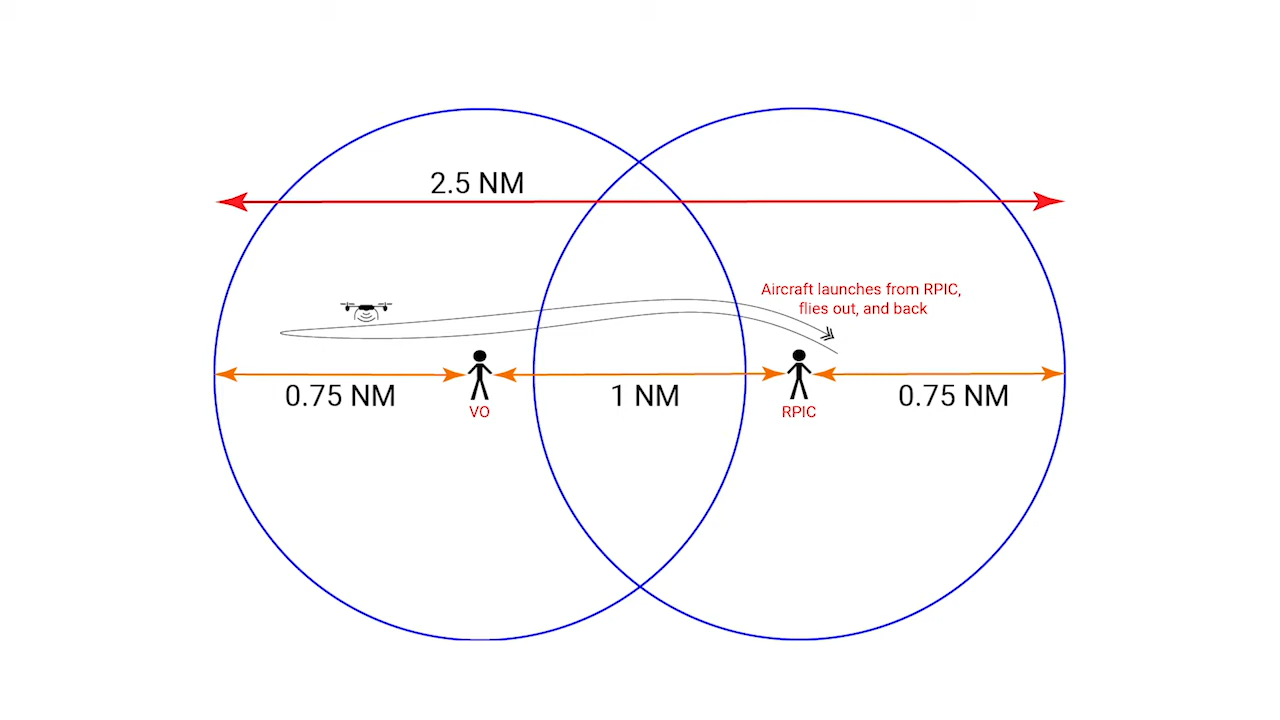 2.5 NM
Aircraft launches from RPIC,
flies out, and back
0.75 NM
1 NM
0.75 NM
VO
RPIC